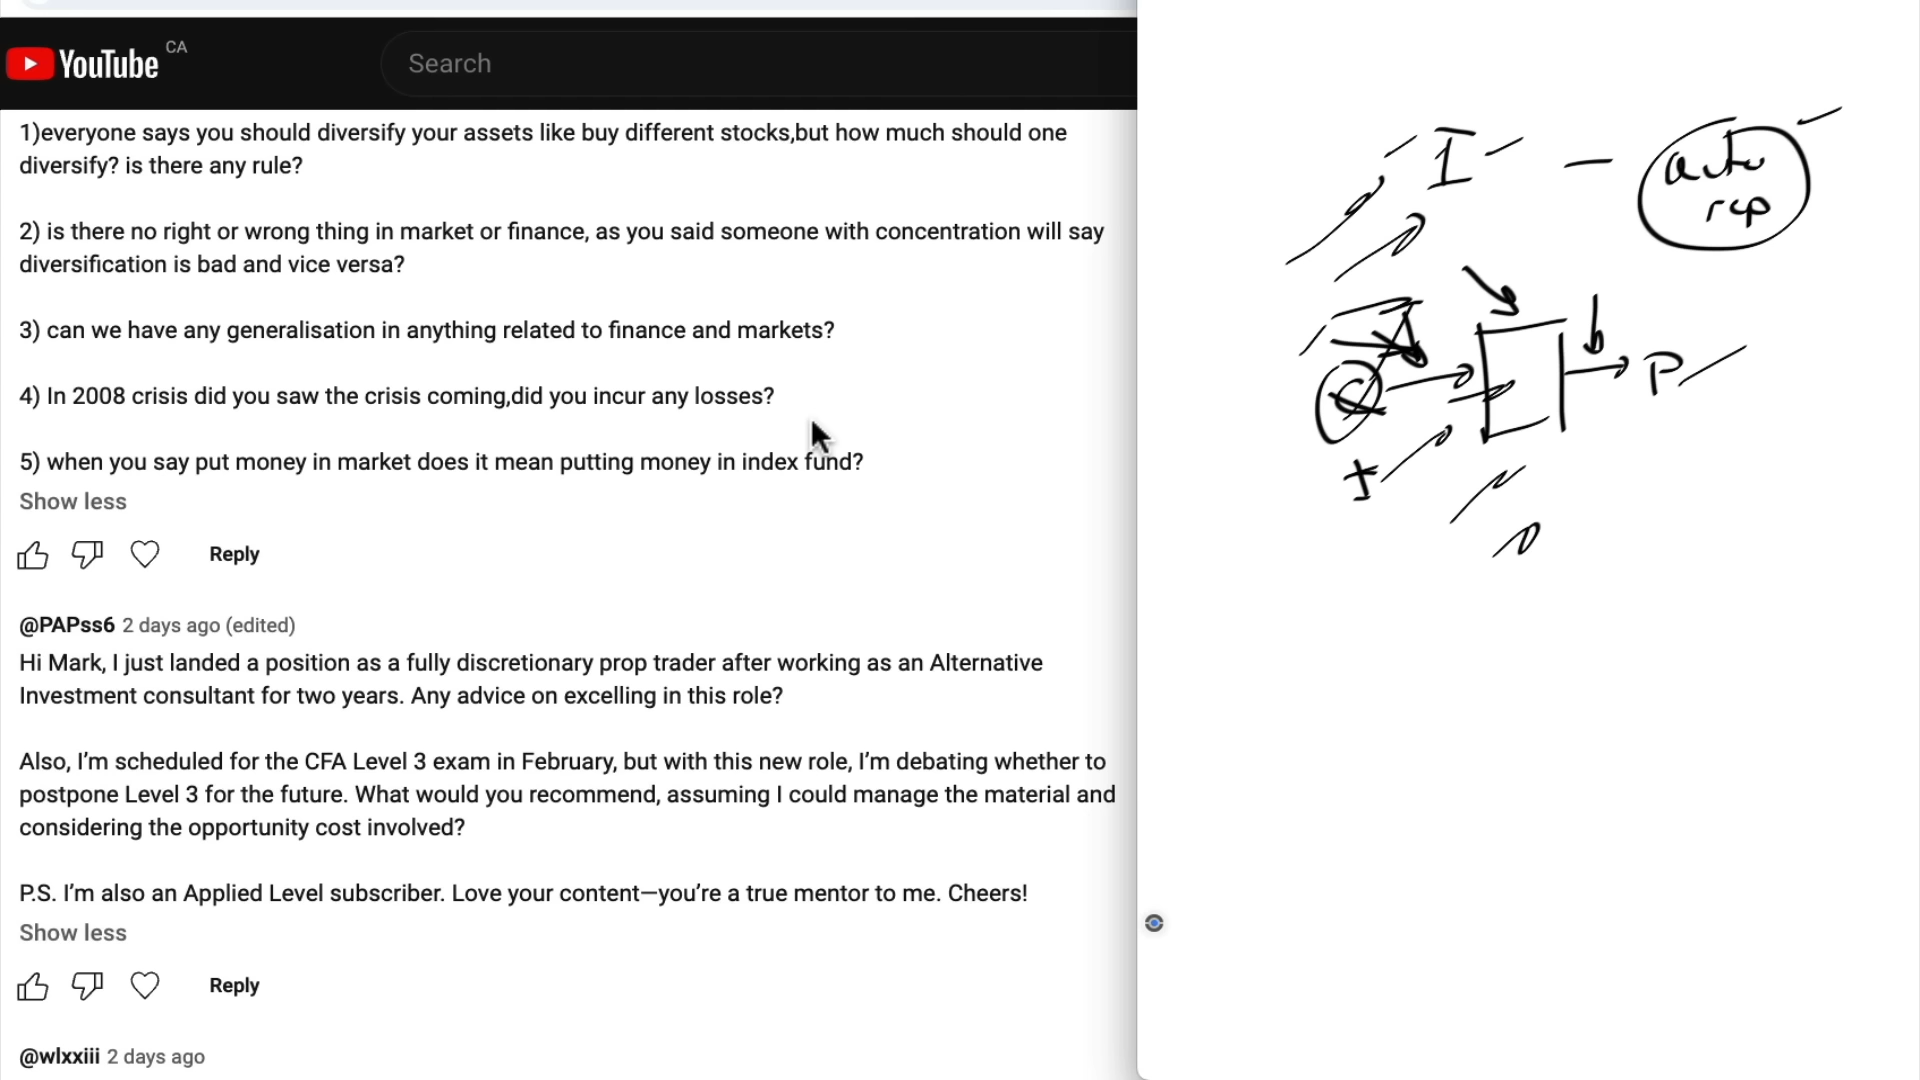 YouTube CA
Search
1)everyone says you should diversify your assets like buy different stocks,but how much should one
diversify? is there any rule?
2) is there no right or wrong thing in market or finance, as you said someone with concentration will say
diversification is bad and vice versa?
3) can we have any generalisation in anything related to finance and markets?
4) In 2008 crisis did you saw the crisis coming,did you incur any losses?
5) when you say put money in market does it mean putting money in index fund?
Show less
Reply
@PAPss6 2 days ago (edited)
Hi Mark, I just landed a position as a fully discretionary prop trader after working as an Alternative
Investment consultant for two years. Any advice on excelling in this role?
Also, I’m scheduled for the CFA Level 3 exam in February, but with this new role, I’m debating whether to
postpone Level 3 for the future. What would you recommend, assuming I could manage the material and
considering the opportunity cost involved?
P.S. I’m also an Applied Level subscriber. Love your content—you’re a true mentor to me. Cheers!
Show less
Reply
@wlxxiii 2 days ago
I
b
P